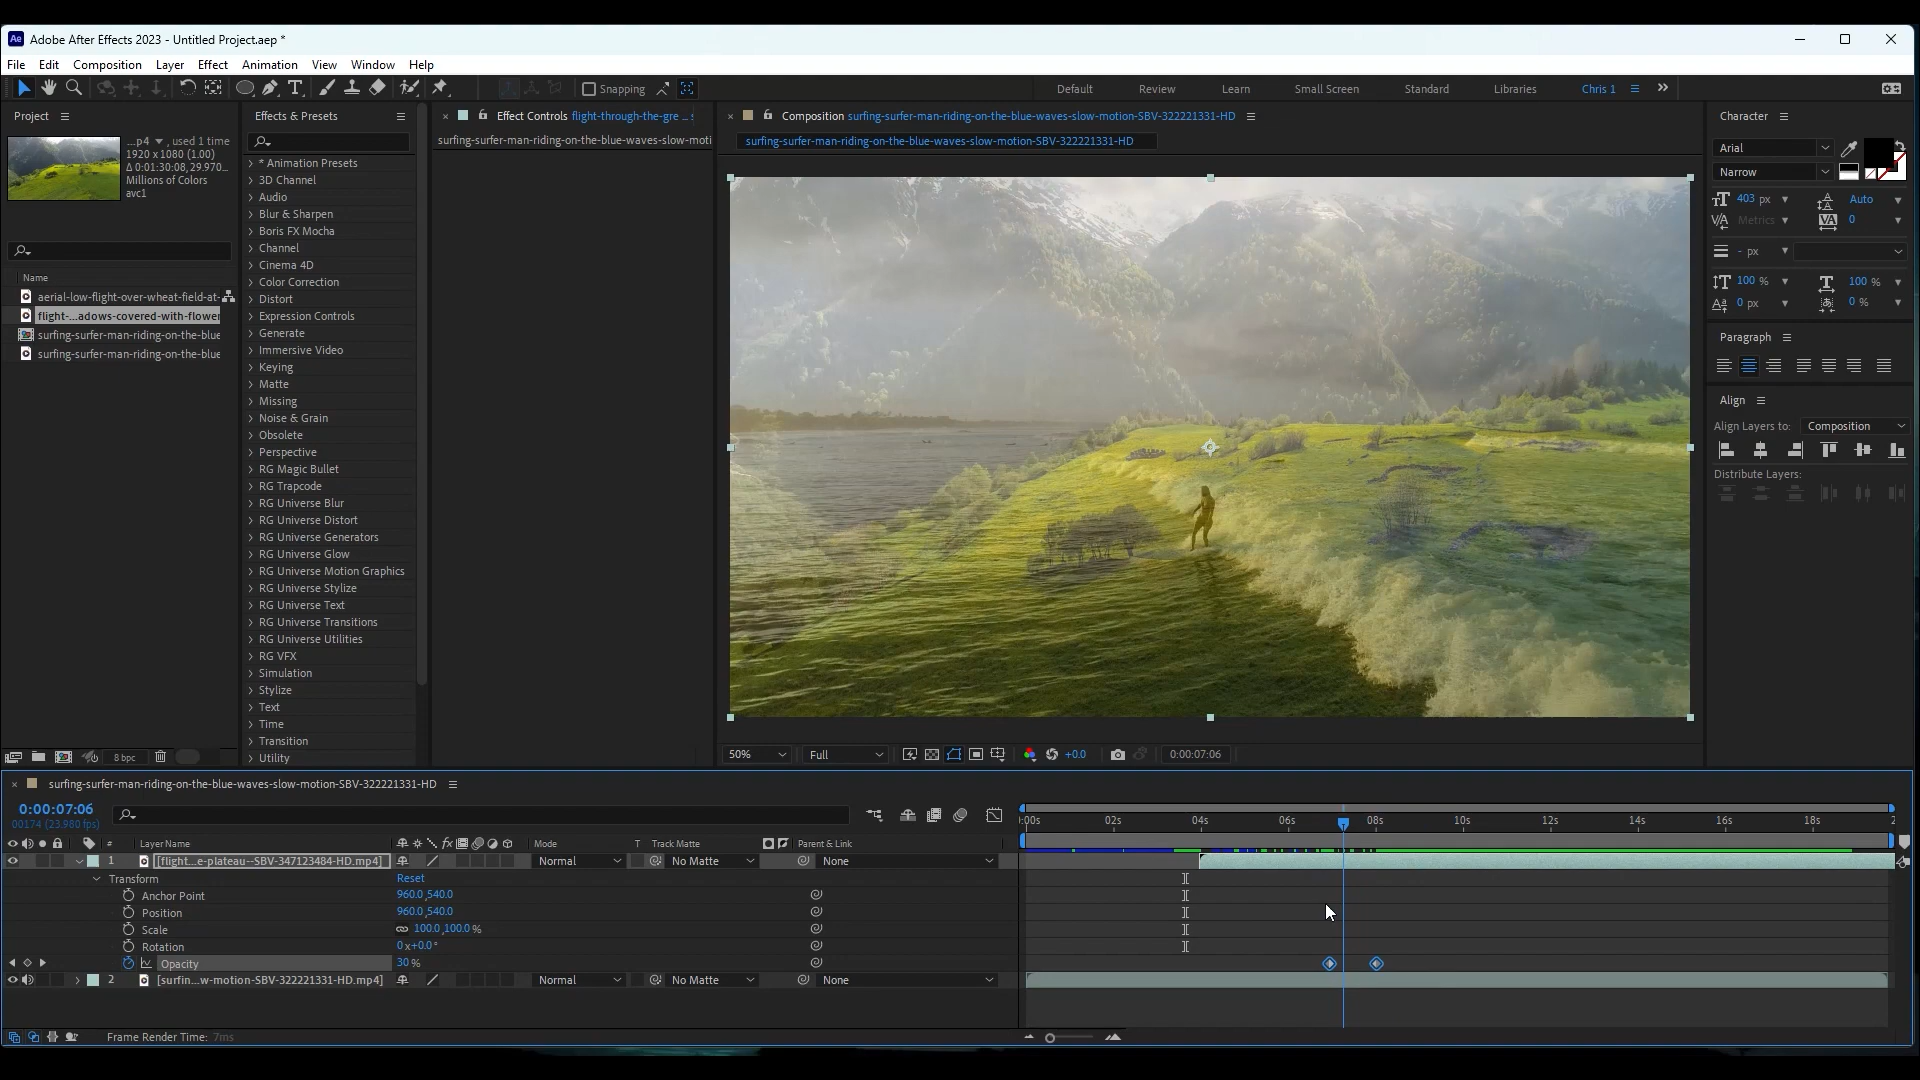 Ae Adobe After Effects 2023 - Untitled Project.aep *
File Edit Composition Layer Effect Animation View Window Help
Snapping Default Review Learn Small Screen Standard Libraries Chris 1
Project
...p4 , used 1 time
1920 x 1080 (1.00)
Δ 0:01:30:08, 29.970...
Millions of Colors
avc1
Name
aerial-low-flight-over-wheat-field-at-
flight-...adows-covered-with-flower
surfing-surfer-man-riding-on-the-blue
surfing-surfer-man-riding-on-the-blue
8 bpc
Effects & Presets
* Animation Presets
3D Channel
Audio
Blur & Sharpen
Boris FX Mocha
Channel
Cinema 4D
Color Correction
Distort
Expression Controls
Generate
Immersive Video
Keying
Matte
Missing
Noise & Grain
Obsolete
Perspective
RG Magic Bullet
RG Trapcode
RG Universe Blur
RG Universe Distort
RG Universe Generators
RG Universe Glow
RG Universe Motion Graphics
RG Universe Stylize
RG Universe Text
RG Universe Transitions
RG Universe Utilities
RG VFX
Simulation
Stylize
Text
Time
Transition
Utility
Effect Controls flight-through-the-gre...
surfing-surfer-man-riding-on-the-blue-waves-slow-moti
Composition surfing-surfer-man-riding-on-the-blue-waves-slow-motion-SBV-322221331-HD
surfing-surfer-man-riding-on-the-blue-waves-slow-motion-SBV-322221331-HD
50% Full +0.0 0:00:07:06
Character
Arial
Narrow
403 px Auto
Metrics 0
- px
100 % 100 %
0 px 0 %
Paragraph
Align
Align Layers to: Composition
Distribute Layers:
surfing-surfer-man-riding-on-the-blue-waves-slow-motion-SBV-322221331-HD
0:00:07:06
00174 (23.980 fps)
:00s 02s 04s 06s 08s 10s 12s 14s 16s 18s 2
# Layer Name Mode T Track Matte Parent & Link
1 [flight...e-plateau--SBV-347123484-HD.mp4] Normal No Matte None
Transform Reset
Anchor Point 960.0,540.0
Position 960.0,540.0
Scale 100.0,100.0 %
Rotation 0 x+0.0 °
Opacity 30 %
2 [surfin...w-motion-SBV-322221331-HD.mp4] Normal No Matte None
Frame Render Time: 7ms